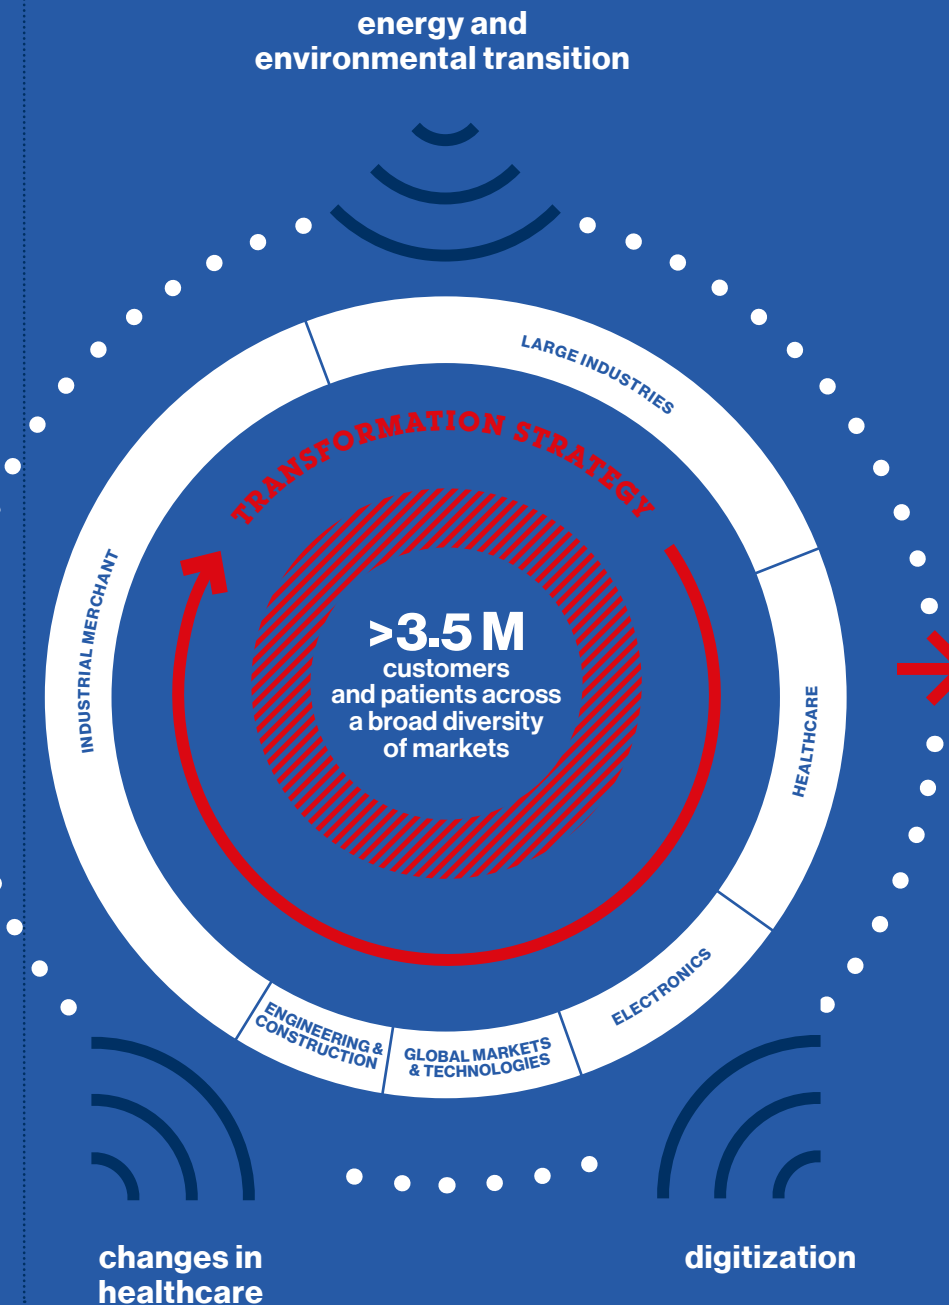 energy and
environmental transition
LARGE INDUSTRIES
TRANSFORMATION STRATEGY
INDUSTRIAL MERCHANT
>3.5 M
customers
and patients across
a broad diversity
of markets
HEALTHCARE
ELECTRONICS
ENGINEERING &
CONSTRUCTION
GLOBAL MARKETS
& TECHNOLOGIES
changes in
healthcare
digitization